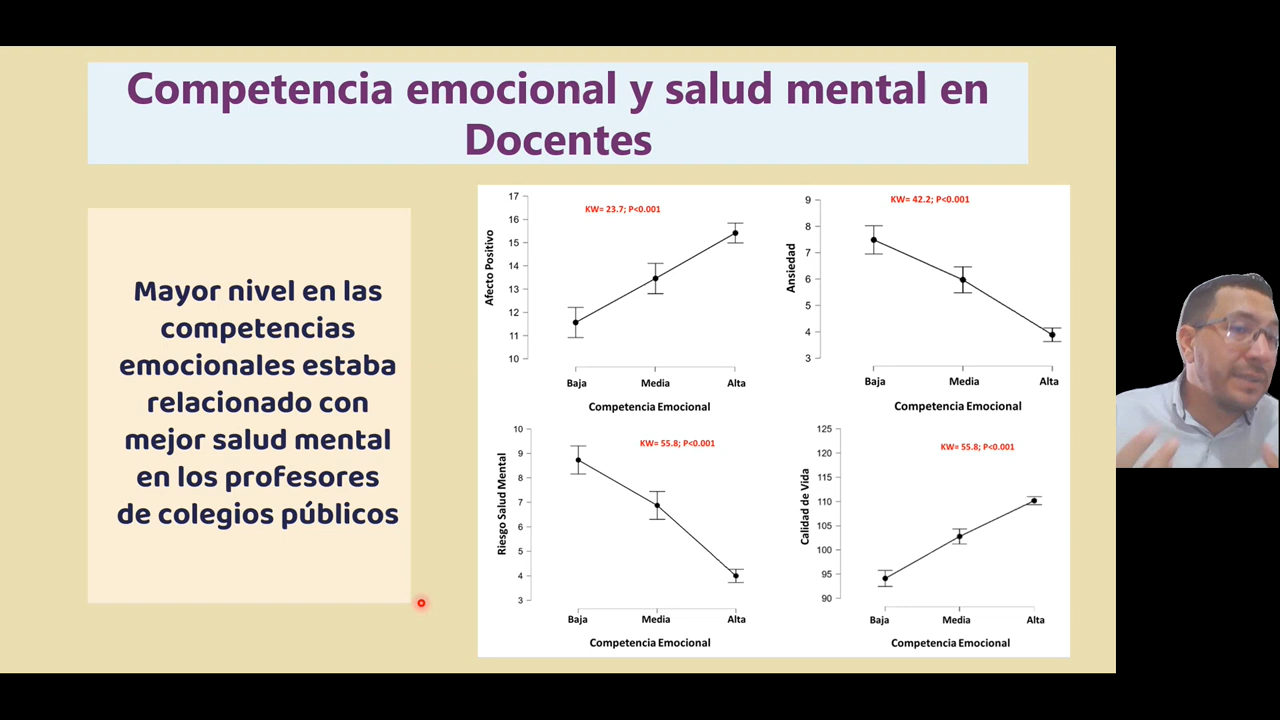 Competencia emocional y salud mental en
Docentes
Mayor nivel en las
competencias
emocionales estaba
relacionado con
mejor salud mental
en los profesores
de colegios públicos
KW= 23.7; P<0.001
Afecto Positivo
17
16
15
14
13
12
11
10
Baja Media Alta
Competencia Emocional
KW= 42.2; P<0.001
Ansiedad
9
8
7
6
5
4
3
Baja Media Alta
Competencia Emocional
KW= 55.8; P<0.001
Riesgo Salud Mental
10
9
8
7
6
5
4
3
Baja Media Alta
Competencia Emocional
KW= 55.8; P<0.001
Calidad de Vida
125
120
115
110
105
100
95
90
Baja Media Alta
Competencia Emocional